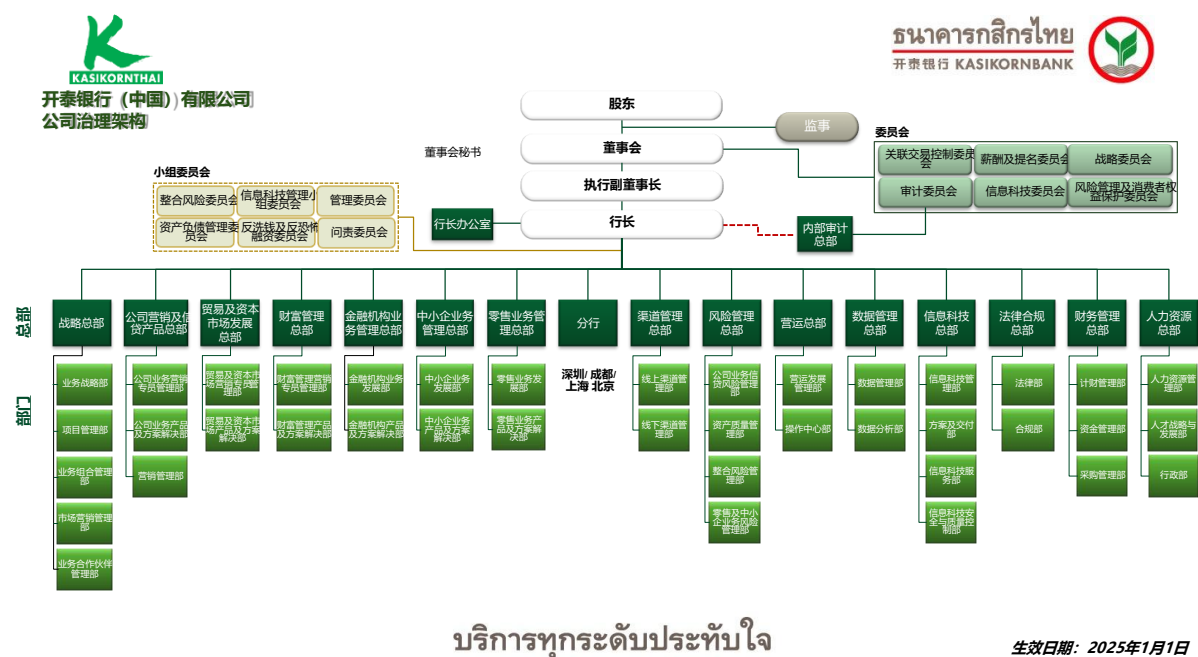 KASIKORNTHAI
开泰银行（中国）有限公司
公司治理架构
ธนาคารกสิกรไทย
开泰银行 KASIKORNBANK
股东
监事
董事会
董事会秘书
执行副董事长
行长
行长办公室
内部审计
总部
委员会
关联交易控制委员
会
薪酬及提名委员会
战略委员会
审计委员会
信息科技委员会
风险管理及消费者权
益保护委员会
小组委员会
整合风险委员会
信息科技管理小
组委员会
管理委员会
资产负债管理委
员会
反洗钱及反恐怖
融资委员会
问责委员会
总部
战略总部
公司营销及信
贷产品总部
贸易及资本
市场发展
总部
财富管理
总部
金融机构业
务管理总部
中小企业务
管理总部
零售业务管
理总部
分行
渠道管理
总部
风险管理
总部
营运总部
数据管理
总部
信息科技
总部
法律合规
总部
财务管理
总部
人力资源
总部
部门
业务战略部
项目管理部
业务组合管理
部
市场营销管理
部
业务合作伙伴
管理部
公司业务营销
专员管理部
公司业务产品
及方案解决部
营销管理部
贸易及资本市
场营销专员管
理部
贸易及资本市
场产品及方案
解决部
财富管理营销
专员管理部
财富管理产品
及方案解决部
金融机构业务
发展部
金融机构产品
及方案解决部
中小企业务
发展部
中小企业务
产品及方案
解决部
零售业务发
展部
零售业务产
品及方案解
决部
深圳/ 成都/
上海 北京
线上渠道管
理部
线下渠道管
理部
公司业务信
贷风险管理
部
资产质量管
理部
整合风险管
理部
零售及中小
企业务风险
管理部
营运发展
管理部
操作中心部
数据管理部
数据分析部
信息科技管
理部
方案及交付
部
信息科技服
务部
信息科技安
全与质量控
制部
法律部
合规部
计财管理部
资金管理部
采购管理部
人力资源管
理部
人才战略与
发展部
行政部
บริการทุกระดับประทับใจ
生效日期：2025年1月1日